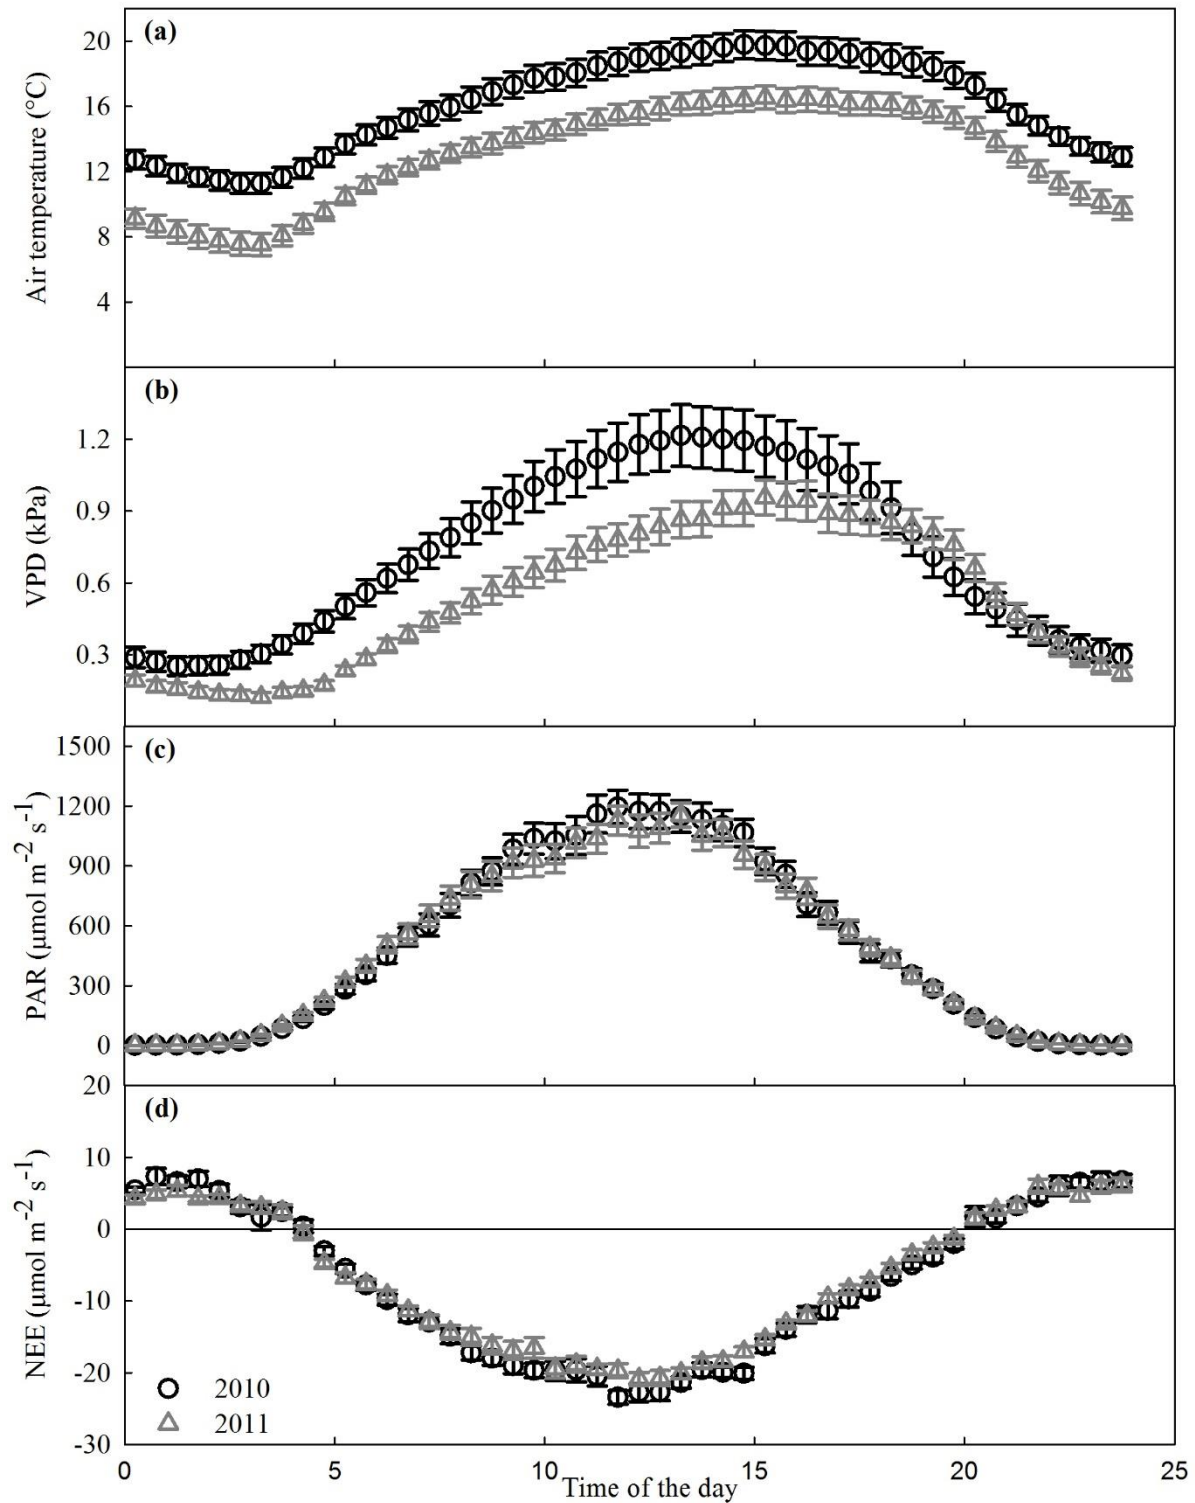 (a)
20
16
12
8
4
Air temperature (°C)
(b)
1.2
0.9
0.6
0.3
VPD (kPa)
(c)
1500
1200
900
600
300
0
PAR (μmol m-2 s-1)
(d)
20
10
0
-10
-20
-30
NEE (μmol m-2 s-1)
2010
2011
0 5 10 15 20 25
Time of the day